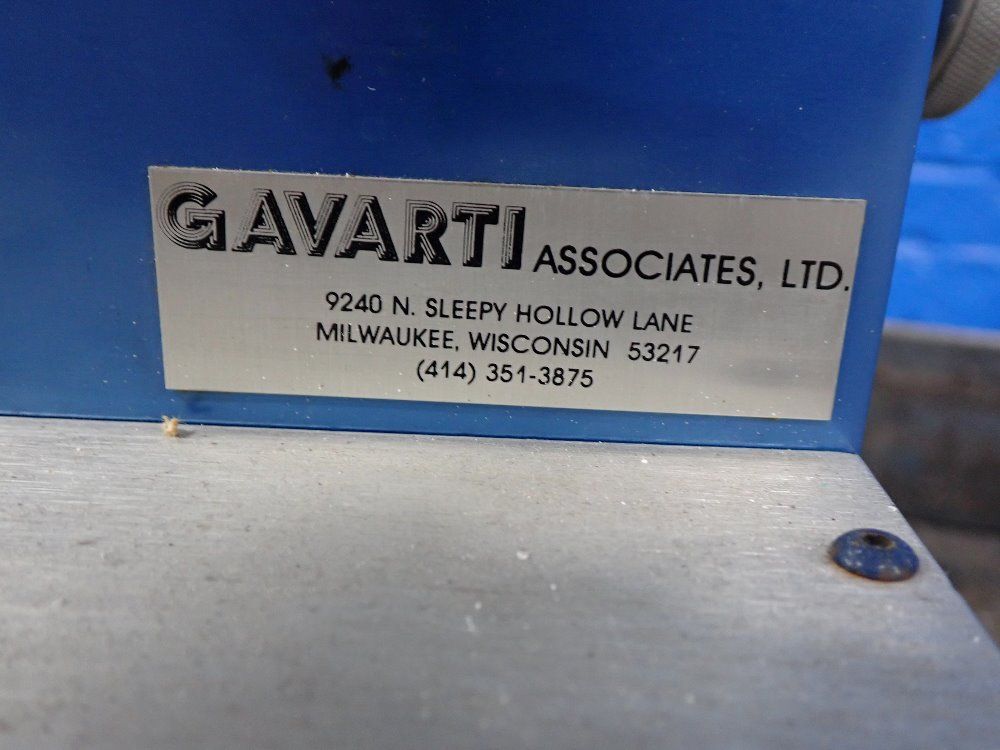 GAVARTI ASSOCIATES, LTD.
9240 N. SLEEPY HOLLOW LANE
MILWAUKEE, WISCONSIN 53217
(414) 351-3875